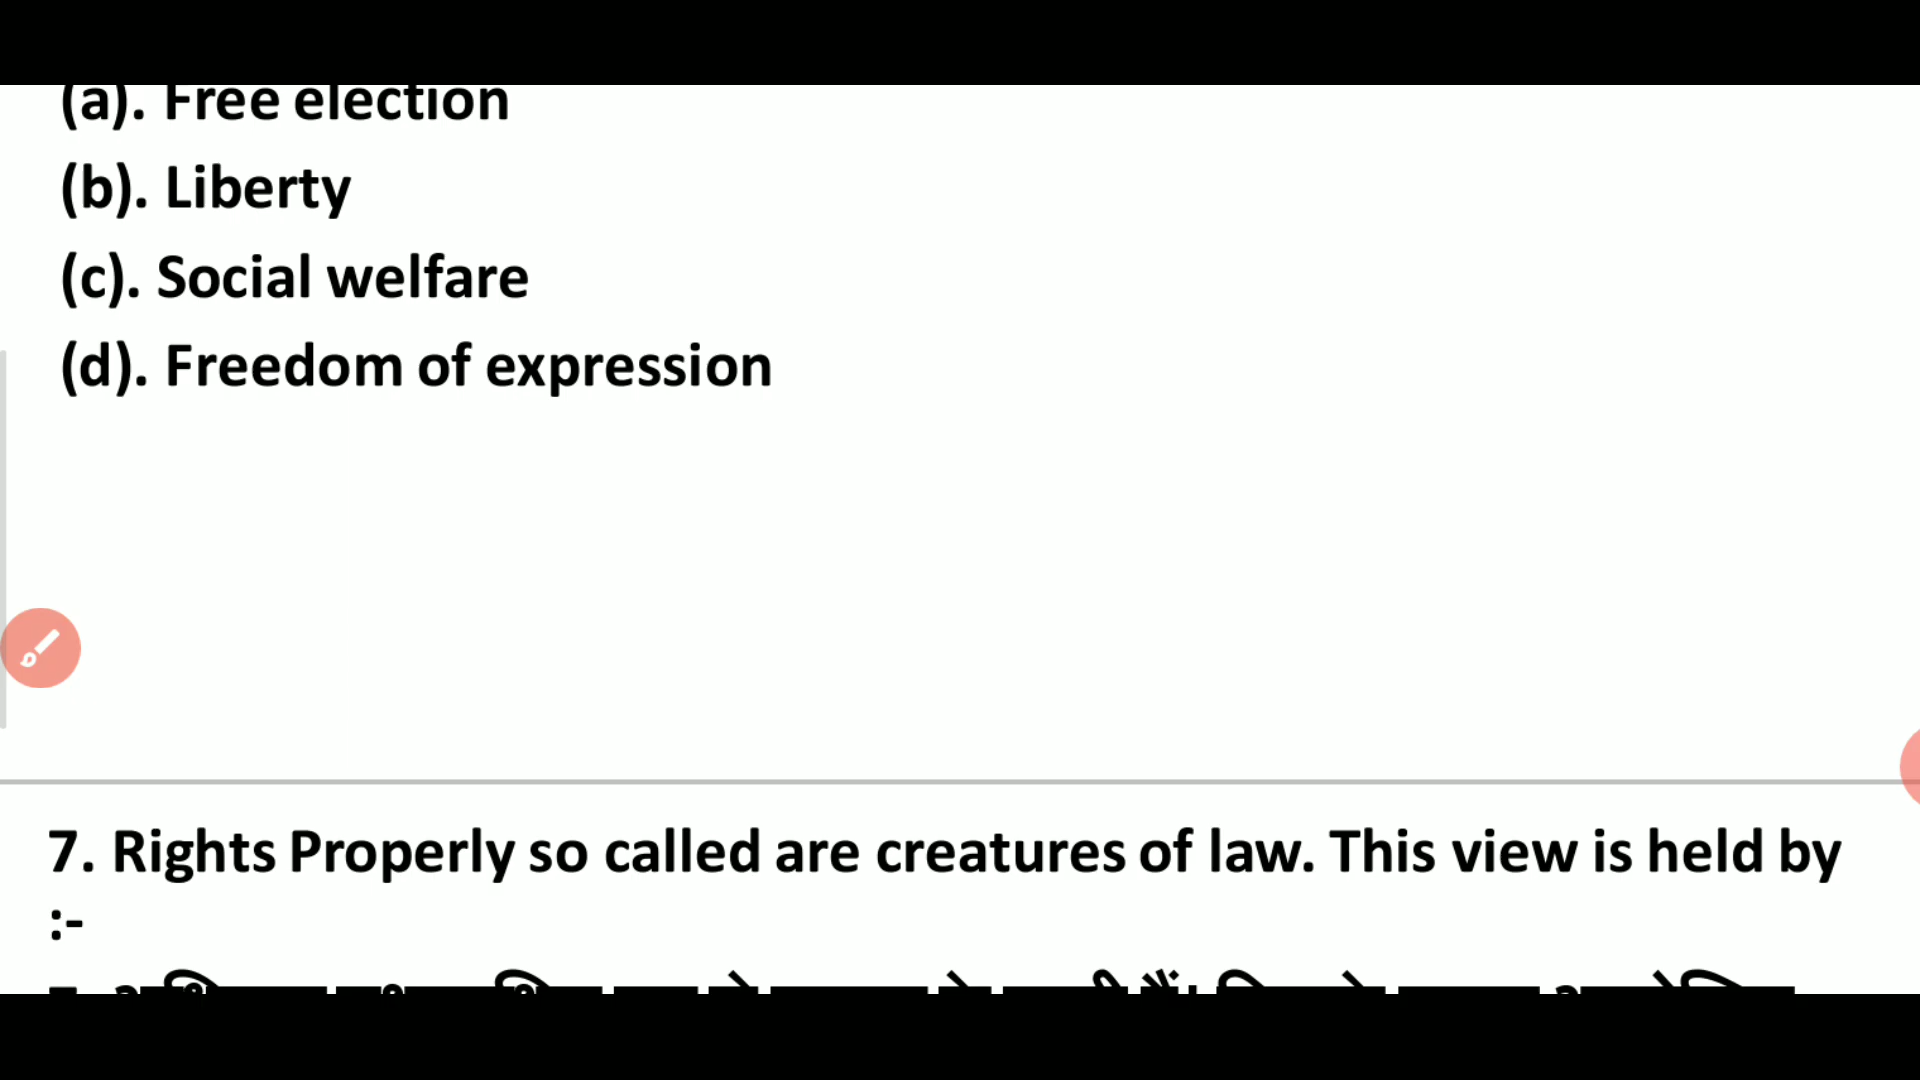 (a). Free election
(b). Liberty
(c). Social welfare
(d). Freedom of expression
7. Rights Properly so called are creatures of law. This view is held by
:-